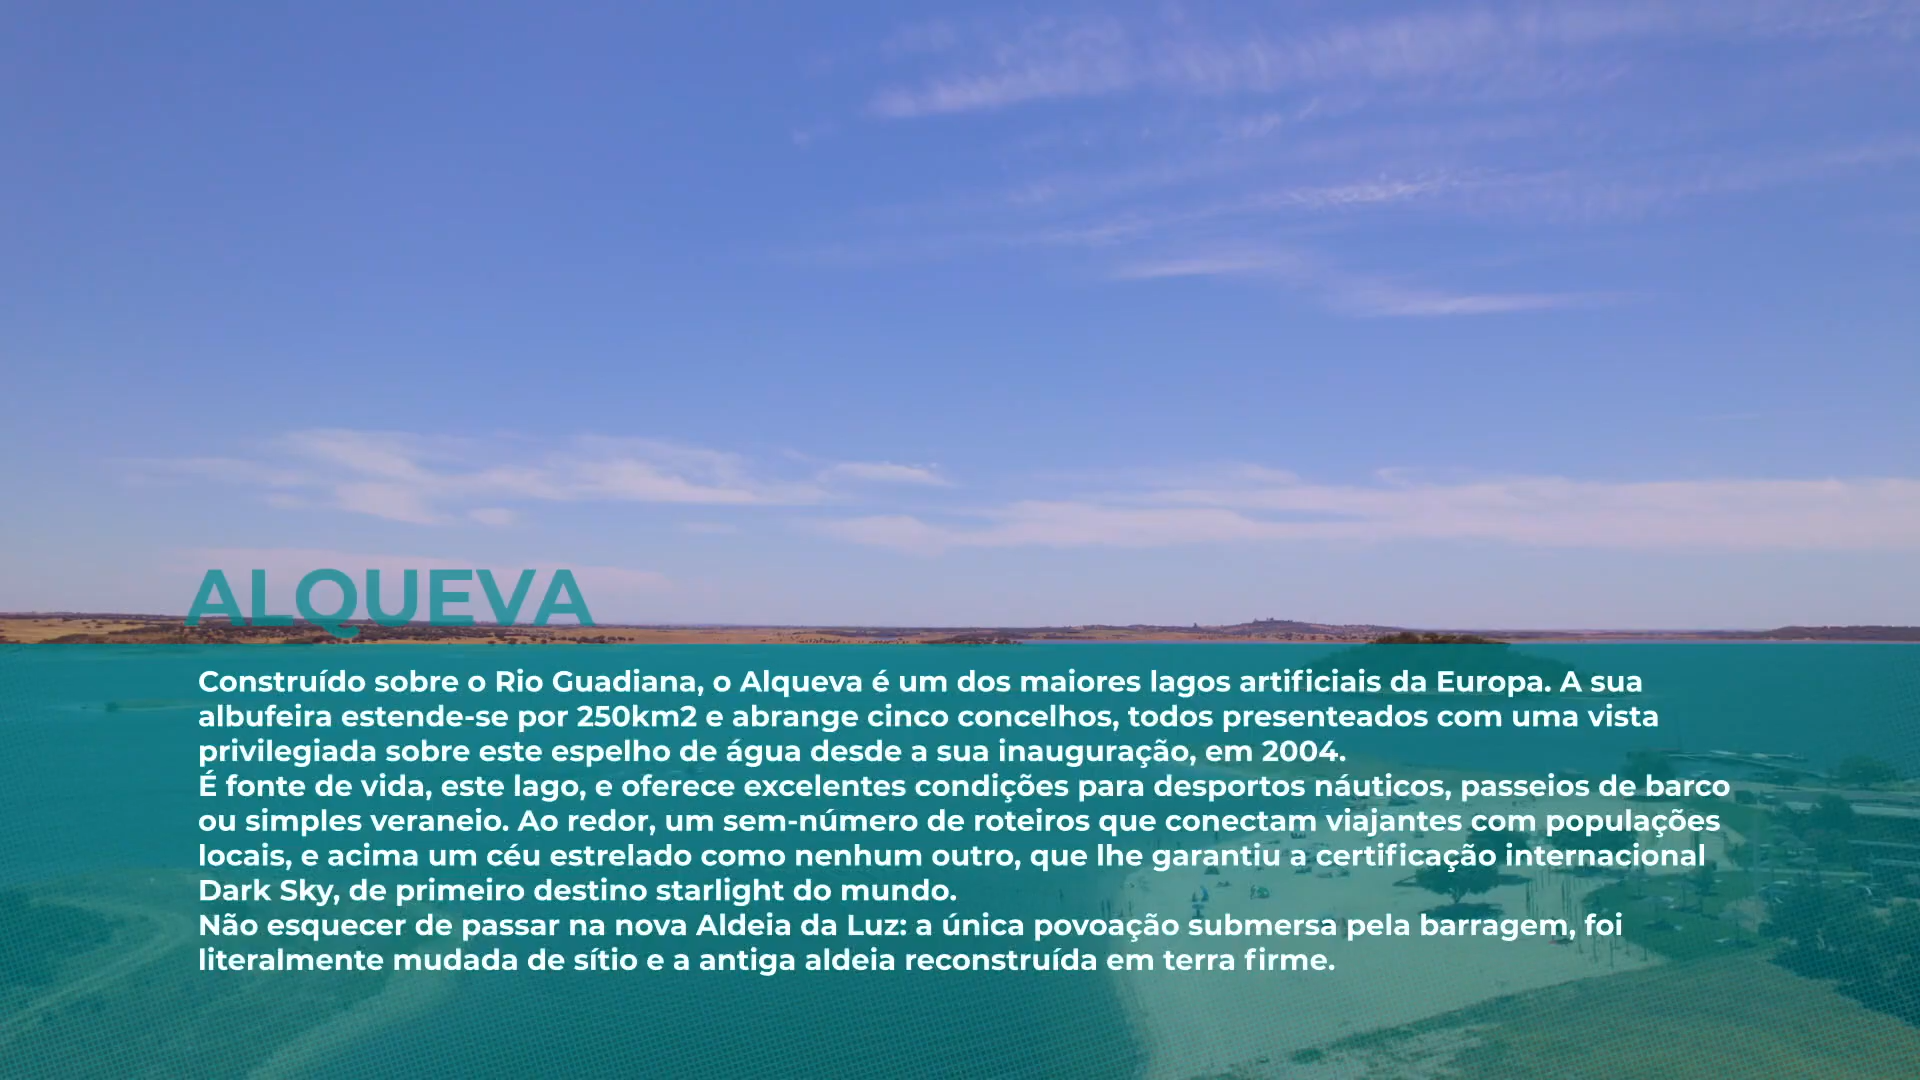 ALQUEVA
Construído sobre o Rio Guadiana, o Alqueva é um dos maiores lagos artificiais da Europa. A sua
albufeira estende-se por 250km2 e abrange cinco concelhos, todos presenteados com uma vista
privilegiada sobre este espelho de água desde a sua inauguração, em 2004.
É fonte de vida, este lago, e oferece excelentes condições para desportos náuticos, passeios de barco
ou simples veraneio. Ao redor, um sem-número de roteiros que conectam viajantes com populações
locais, e acima um céu estrelado como nenhum outro, que lhe garantiu a certificação internacional
Dark Sky, de primeiro destino starlight do mundo.
Não esquecer de passar na nova Aldeia da Luz: a única povoação submersa pela barragem, foi
literalmente mudada de sítio e a antiga aldeia reconstruída em terra firme.